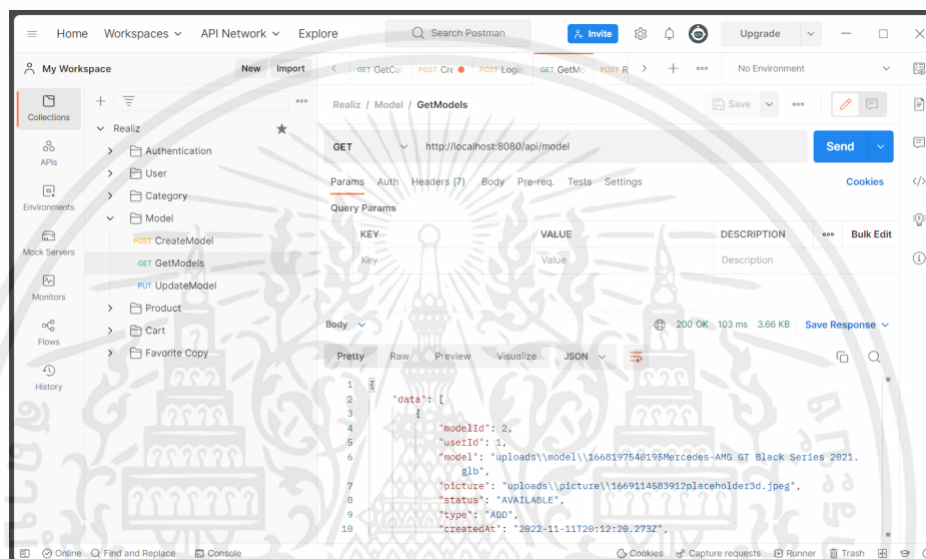 Home Workspaces API Network Explore Search Postman Invite Upgrade
My Workspace New Import GET GetCa POST Cre POST Login GET GetMo POST R No Environment
Collections
APIs
Environments
Mock Servers
Monitors
Flows
History
Realiz
Authentication
User
Category
Model
POST CreateModel
GET GetModels
PUT UpdateModel
Product
Cart
Favorite Copy
Realiz / Model / GetModels Save
GET http://localhost:8080/api/model Send
Params Auth Headers (7) Body Pre-req. Tests Settings Cookies
Query Params
KEY VALUE DESCRIPTION Bulk Edit
Key Value Description
Body 200 OK 103 ms 3.66 KB Save Response
Pretty Raw Preview Visualize JSON
1 {
2 "data": [
3 {
4 "modelId": 2,
5 "userId": 1,
6 "model": "uploads\\model\\1668197540195Mercedes-AMG GT Black Series 2021.
glb",
7 "picture": "uploads\\picture\\1669114583912placeholder3d.jpeg",
8 "status": "AVAILABLE",
9 "type": "ADD",
10 "createdAt": "2022-11-11T20:12:20.273Z",
Online Find and Replace Console Cookies Capture requests Runner Trash